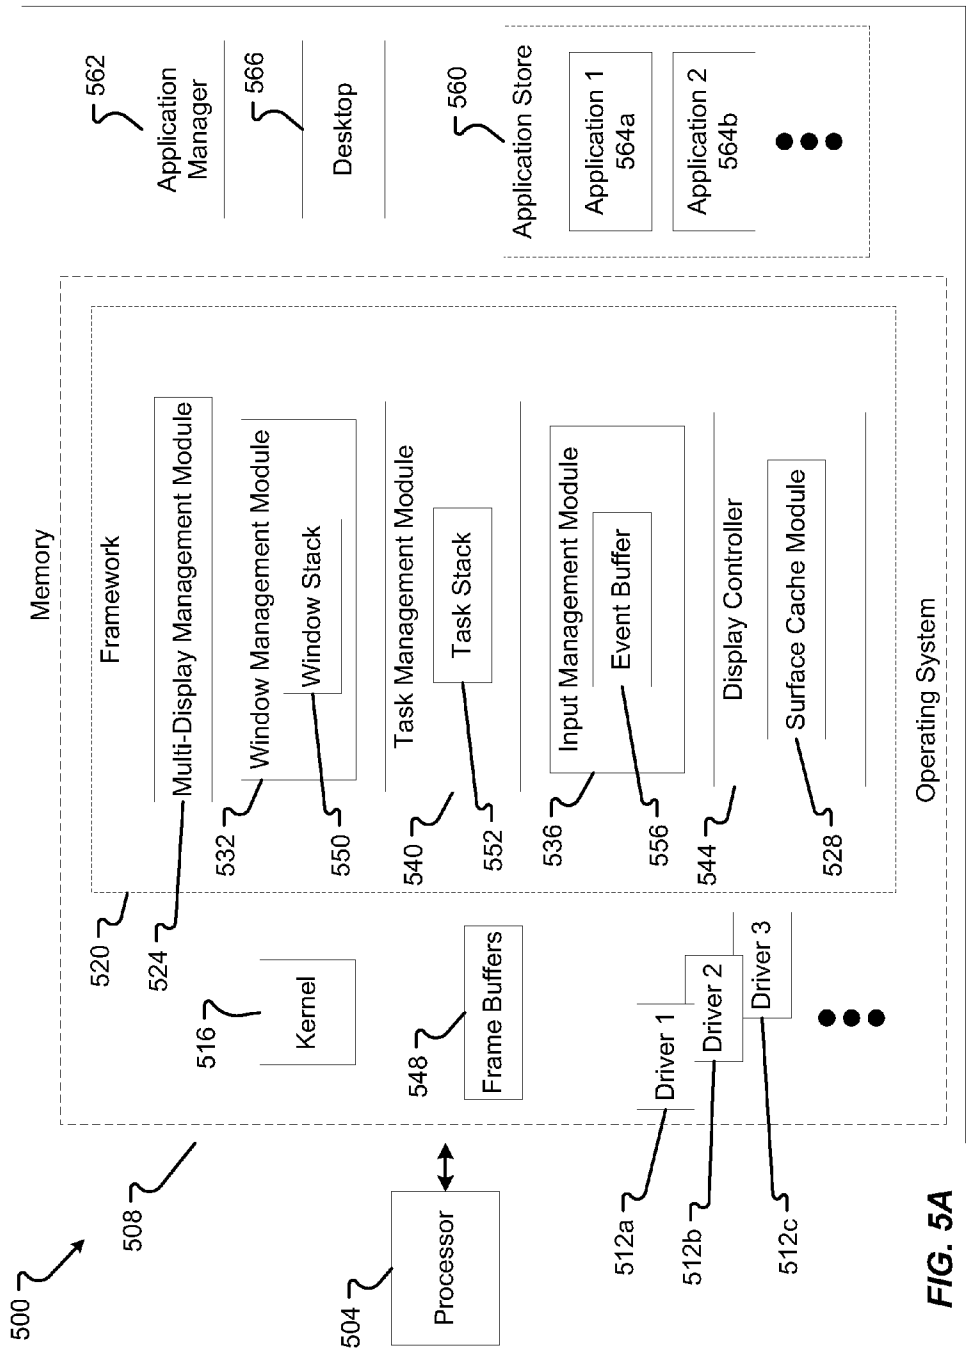 500
508
Memory
504
Processor
516
Kernel
548
Frame Buffers
512a
Driver 1
512b
Driver 2
512c
Driver 3
520
Framework
524
Multi-Display Management Module
532
Window Management Module
550
Window Stack
540
Task Management Module
552
Task Stack
536
Input Management Module
556
Event Buffer
544
Display Controller
528
Surface Cache Module
Operating System
562
Application
Manager
566
Desktop
560
Application Store
Application 1
564a
Application 2
564b
FIG. 5A